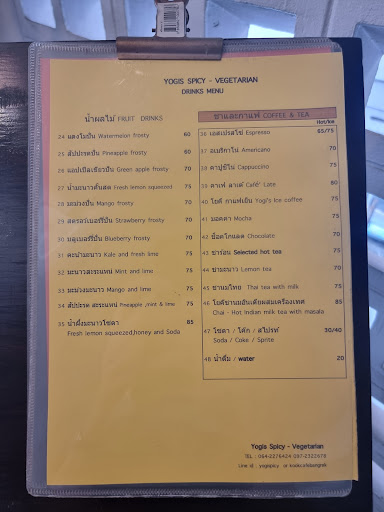 YOGIS SPICY - VEGETARIAN
DRINKS MENU
น้ำผลไม้ FRUIT DRINKS
24 แตงโมปั่น Watermelon frosty 60
25 สัปปะรดปั่น Pineapple frosty 60
26 แอปเปิ้ลเขียวปั่น Green apple frosty 70
27 น้ำมะนาวคั้นสด Fresh lemon squeezed 75
28 มะม่วงปั่น Mango frosty 70
29 สตรอว์เบอร์รี่ปั่น Strawberry frosty 70
30 บลูเบอร์รี่ปั่น Blueberry frosty 70
31 คะน้ามะนาว Kale and fresh lime 75
32 มะนาวสะระแหน่ Mint and lime 75
33 มะม่วงมะนาว Mango and lime 75
34 สัปปะรด สะระแหน่ Pineapple ,mint & lime 75
35 น้ำผึ้งมะนาวโซดา 85
Fresh lemon squeezed,honey and Soda
ชาและกาแฟ COFFEE & TEA
Hot/Ice
36 เอสเปรสโซ่ Espresso 65/75
37 อเมริกาโน่ Americano 70
38 คาปูชิโน่ Cappuccino 75
39 คาเฟ่ ลาเต้ Café' Late 80
40 โยคี กาแฟเย็น Yogi's Ice coffee 75
41 มอคคา Mocha 75
42 ช็อคโกแลต Chocolate 70
43 ชาร้อน Selected hot tea 75
44 ชามะนาว Lemon tea 70
45 ชานมไทย Thai tea with milk 75
46 โยคีชานมอินเดียผสมเครื่องเทศ 85
Chai - Hot indian milk tea with masala
47 โซดา / โค้ก / สไปรท์ 30/40
Soda / Coke / Sprite
48 น้ำดื่ม / water 20
Yogis Spicy - Vegetarian
TEL : 064-2276424 097-2322978
Line id : yogispicy